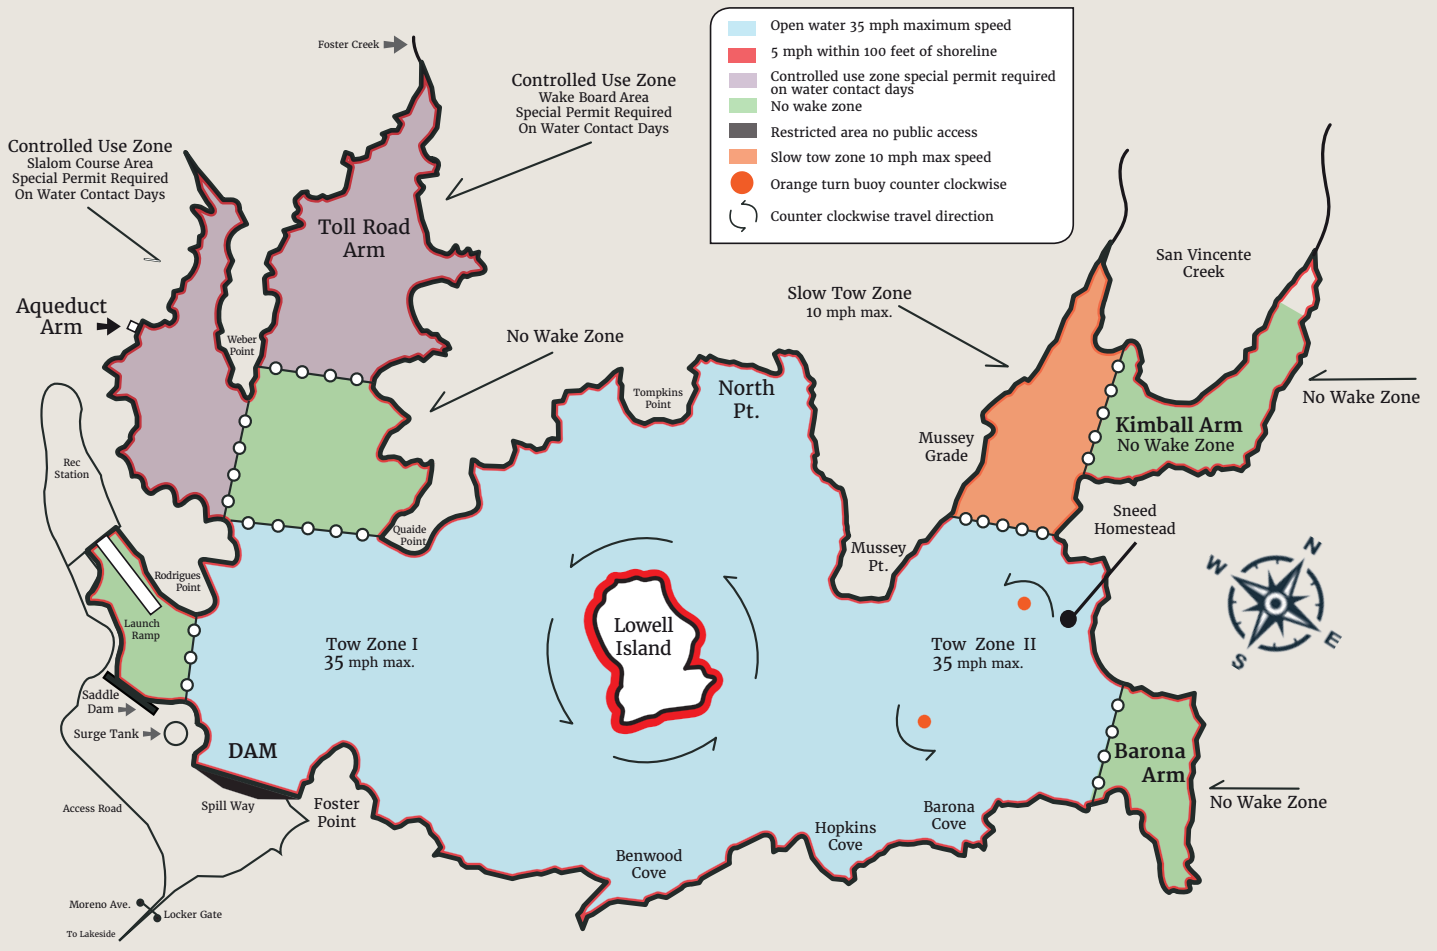 Open water 35 mph maximum speed
5 mph within 100 feet of shoreline
Controlled use zone special permit required
on water contact days
No wake zone
Restricted area no public access
Slow tow zone 10 mph max speed
Orange turn buoy counter clockwise
Counter clockwise travel direction
Foster Creek
Controlled Use Zone
Wake Board Area
Special Permit Required
On Water Contact Days
Controlled Use Zone
Slalom Course Area
Special Permit Required
On Water Contact Days
Toll Road
Arm
Aqueduct
Arm
Weber
Point
No Wake Zone
San Vincente
Creek
Slow Tow Zone
10 mph max.
Tompkins
Point
North
Pt.
No Wake Zone
Mussey
Grade
Kimball Arm
No Wake Zone
Rec
Station
Quaide
Point
Mussey
Pt.
Sneed
Homestead
N
W
E
S
Rodrigues
Point
Launch
Ramp
Lowell
Island
Tow Zone I
35 mph max.
Tow Zone II
35 mph max.
Saddle
Dam
Surge Tank
DAM
Barona
Arm
No Wake Zone
Spill Way
Access Road
Foster
Point
Barona
Cove
Hopkins
Cove
Benwood
Cove
Moreno Ave.
Locker Gate
To Lakeside